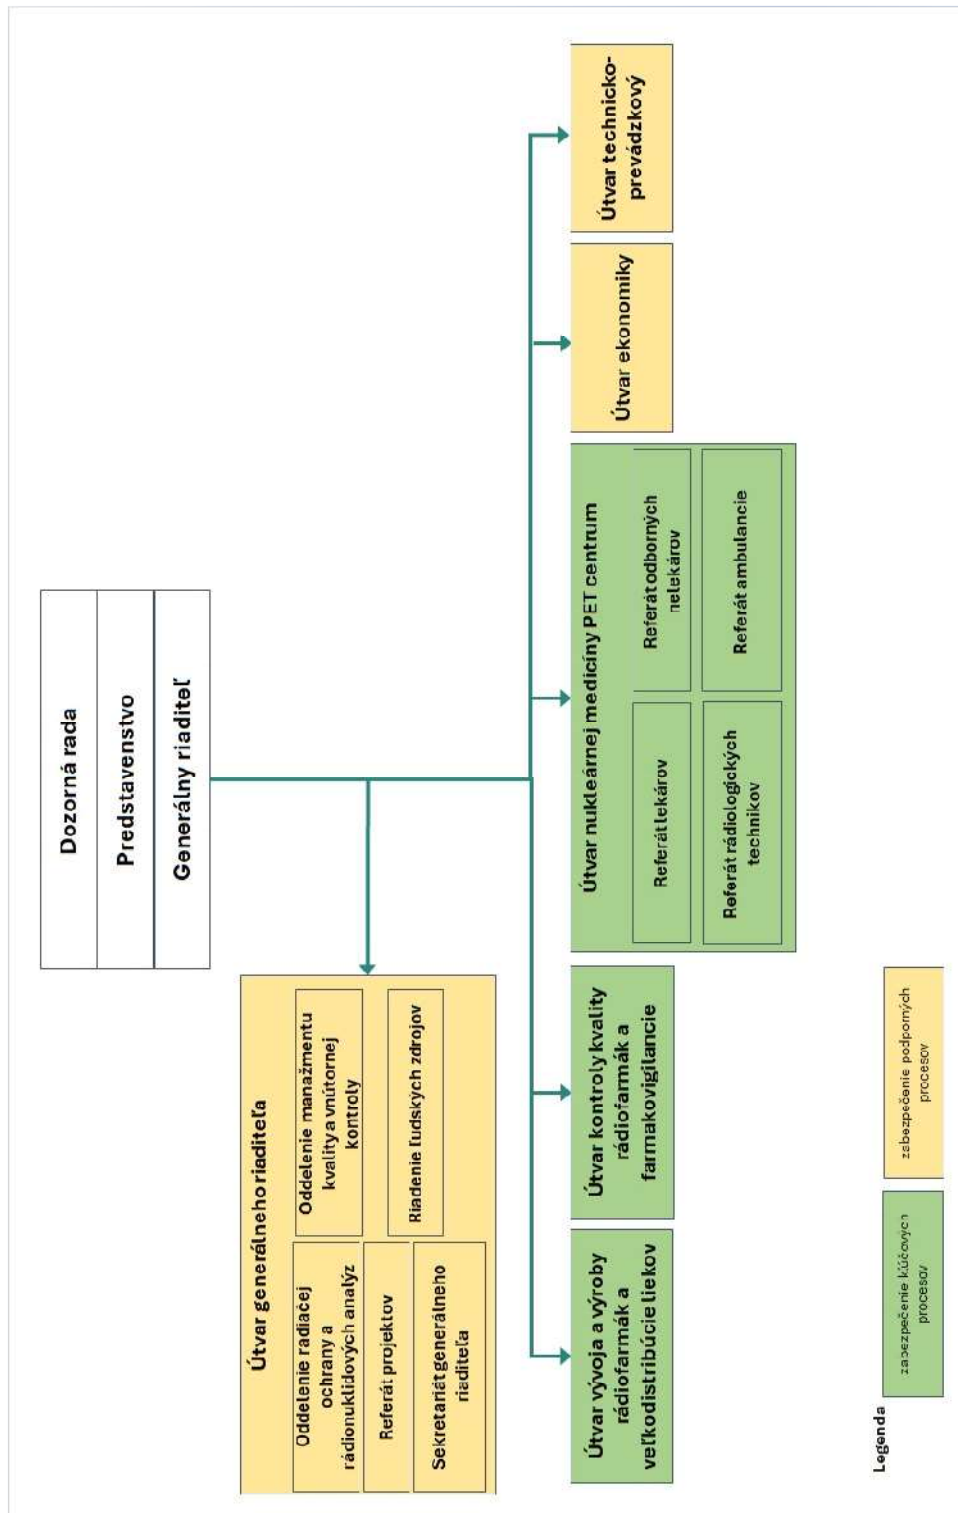 Dozorná rada
Predstavenstvo
Generálny riaditeľ
Útvar generálneho riaditeľa
Oddelenie radiačej
ochrany a
rádionuklidových analýz
Oddelenie manažmentu
kvality a vnútornej
kontroly
Referát projektov
Riadenie ľudských zdrojov
Sekretariát generálneho
riaditeľa
Útvar vývoja a výroby
rádiofarmák a
veľkodistribúcie liekov
Útvar kontroly kvality
rádiofarmák a
farmakovigilancie
Útvar nukleárnej medicíny PET centrum
Referát lekárov
Referát odborných
nelekárov
Referát rádiologických
technikov
Referát ambulancie
Útvar ekonomiky
Útvar technicko-
prevádzkový
Legenda
zabezpečenie kľúčových
procesov
zabezpečenie podporných
procesov